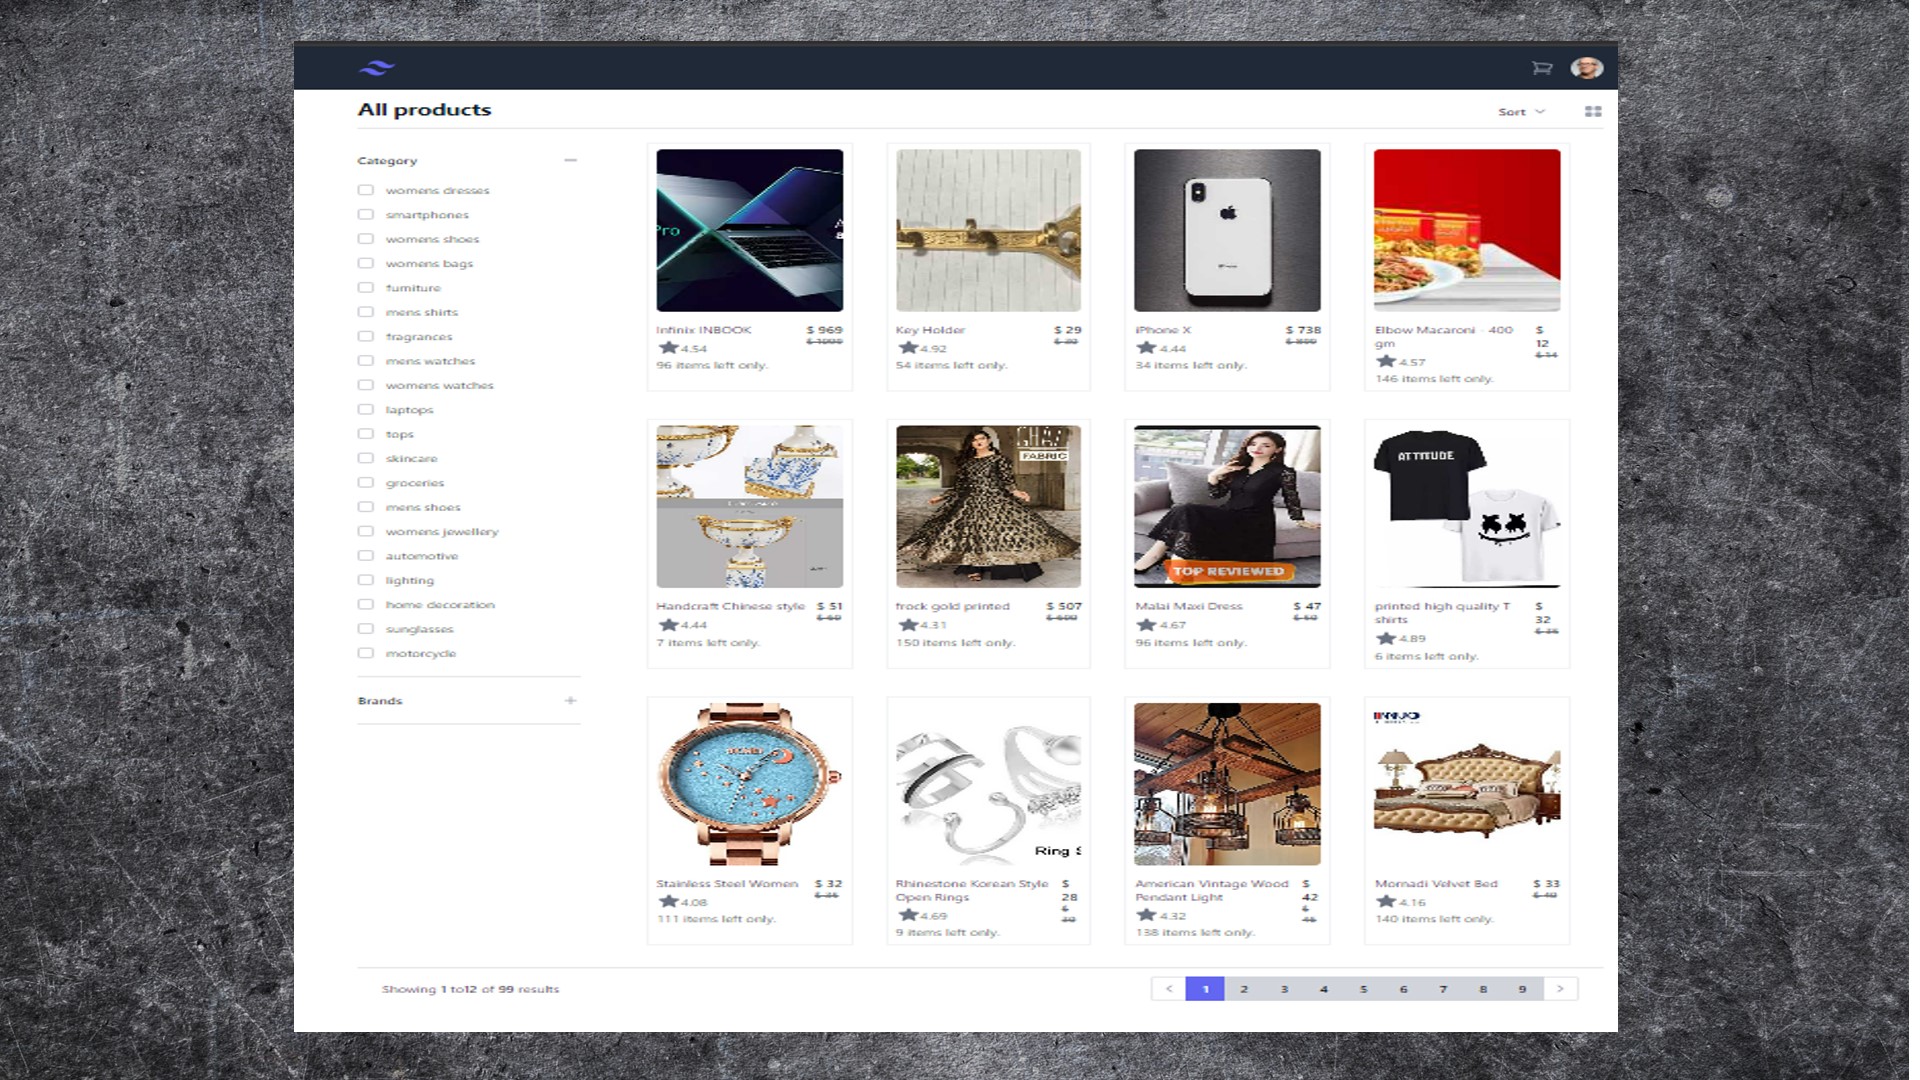 All products
Sort
Category
womens dresses
smartphones
womens shoes
womens bags
furniture
mens shirts
fragrances
mens watches
womens watches
laptops
tops
skincare
groceries
mens shoes
womens jewellery
automotive
lighting
home decoration
sunglasses
motorcycle
Brands
Pro
Infinix INBOOK $ 969
4.54
96 items left only.
Key Holder $ 29
$ 30
4.92
54 items left only.
iPhone X $ 738
$ 899
4.44
34 items left only.
Elbow Macaroni - 400 gm $ 12
$ 14
4.57
146 items left only.
Handcraft Chinese style $ 51
$ 60
4.44
7 items left only.
FABRIC
frock gold printed $ 507
$ 600
4.31
150 items left only.
TOP REVIEWED
Malai Maxi Dress $ 47
$ 50
4.67
96 items left only.
ATTITUDE
printed high quality T shirts $ 32
$ 35
4.89
6 items left only.
Stainless Steel Women $ 32
$ 35
4.08
111 items left only.
Ring S
Rhinestone Korean Style Open Rings $ 28
$ 30
4.69
9 items left only.
American Vintage Wood Pendant Light $ 42
$ 46
4.32
138 items left only.
Mornadi Velvet Bed $ 33
$ 40
4.16
140 items left only.
Showing 1 to12 of 99 results
< 1 2 3 4 5 6 7 8 9 >